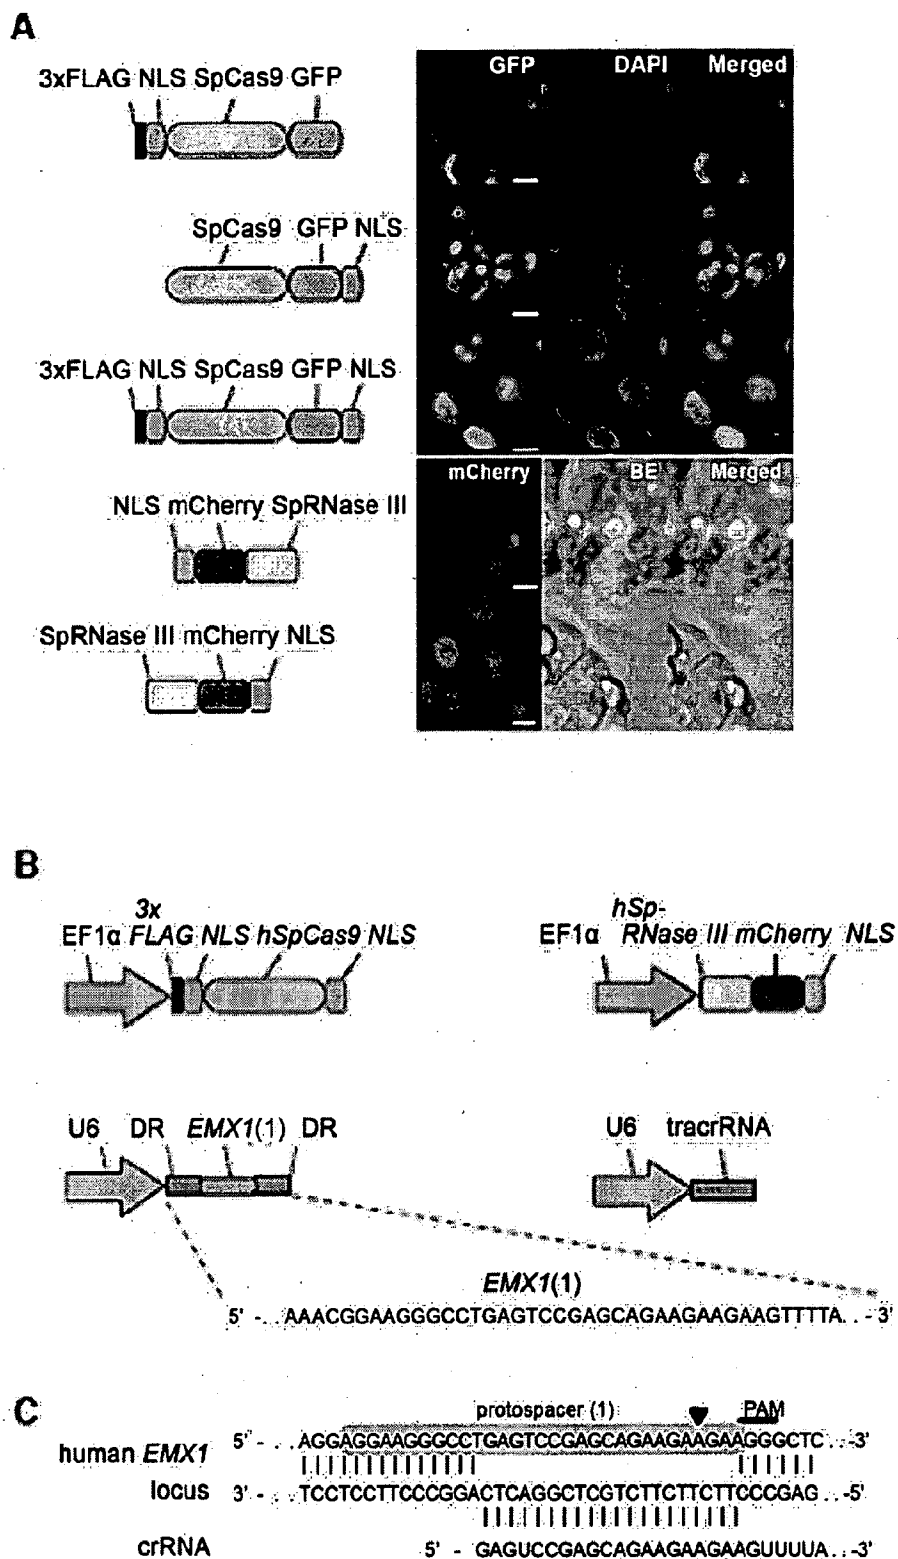 A
3xFLAG NLS SpCas9 GFP
GFP DAPI Merged
SpCas9 GFP NLS
3xFLAG NLS SpCas9 GFP NLS
mCherry BF Merged
NLS mCherry SpRNase III
SpRNase III mCherry NLS
B
3x
EF1α FLAG NLS hSpCas9 NLS
hSp-
EF1α RNase III mCherry NLS
U6 DR EMX1(1) DR
U6 tracrRNA
EMX1(1)
5' -. .AAACGGAAGGGCCTGAGTCCGAGCAGAAGAAGAAGTTTTA. . -3'
C
protospacer (1) PAM
human EMX1 5' - . .AGGAGGAAGGGCCTGAGTCCGAGCAGAAGAAGAAGGGCTC. . -3'
locus 3' - . .TCCTCCTTCCCGGACTCAGGCTCGTCTTCTTCTTCCCGAG. . -5'
crRNA 5' - GAGUCCGAGCAGAAGAAGAAGUUUUA. . -3'